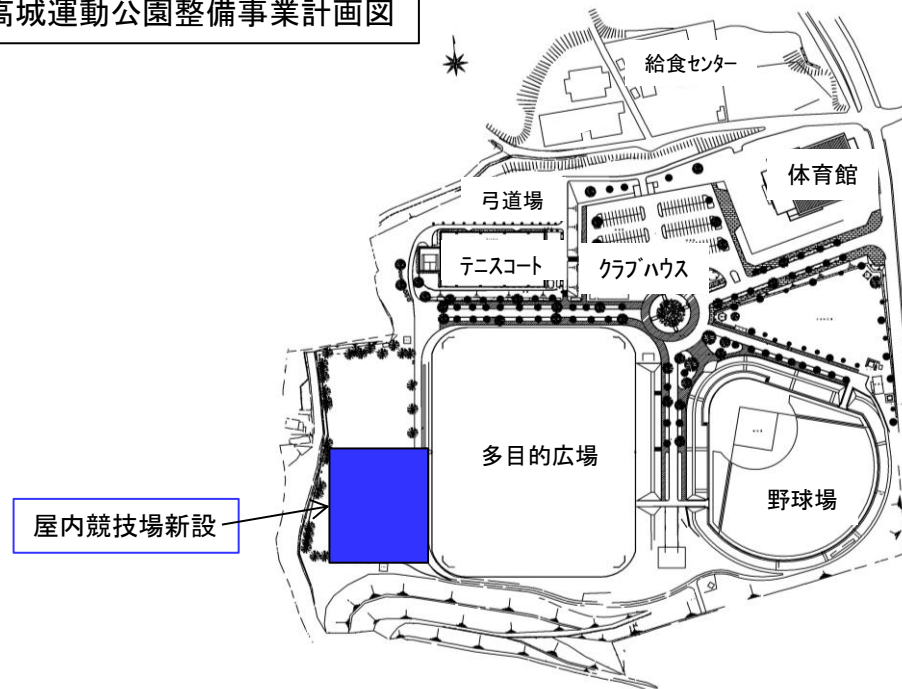 高城運動公園整備事業計画図
給食センター
体育館
弓道場
テニスコート
クラブハウス
多目的広場
野球場
屋内競技場新設